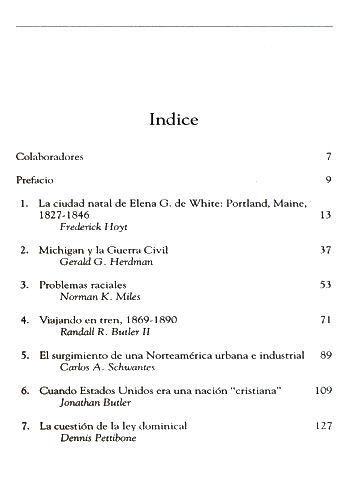 Indice
Colaboradores 7
Prefacio 9
1. La ciudad natal de Elena G. de White: Portland, Maine,
1827-1846 13
Frederick Hoyt
2. Michigan y la Guerra Civil 37
Gerald G. Herdman
3. Problemas raciales 53
Norman K. Miles
4. Viajando en tren, 1869-1890 71
Randall R. Butler II
5. El surgimiento de una Norteamérica urbana e industrial 89
Carlos A. Schwantes
6. Cuando Estados Unidos era una nación "cristiana" 109
Jonathan Butler
7. La cuestión de la ley dominical 127
Dennis Pettibone